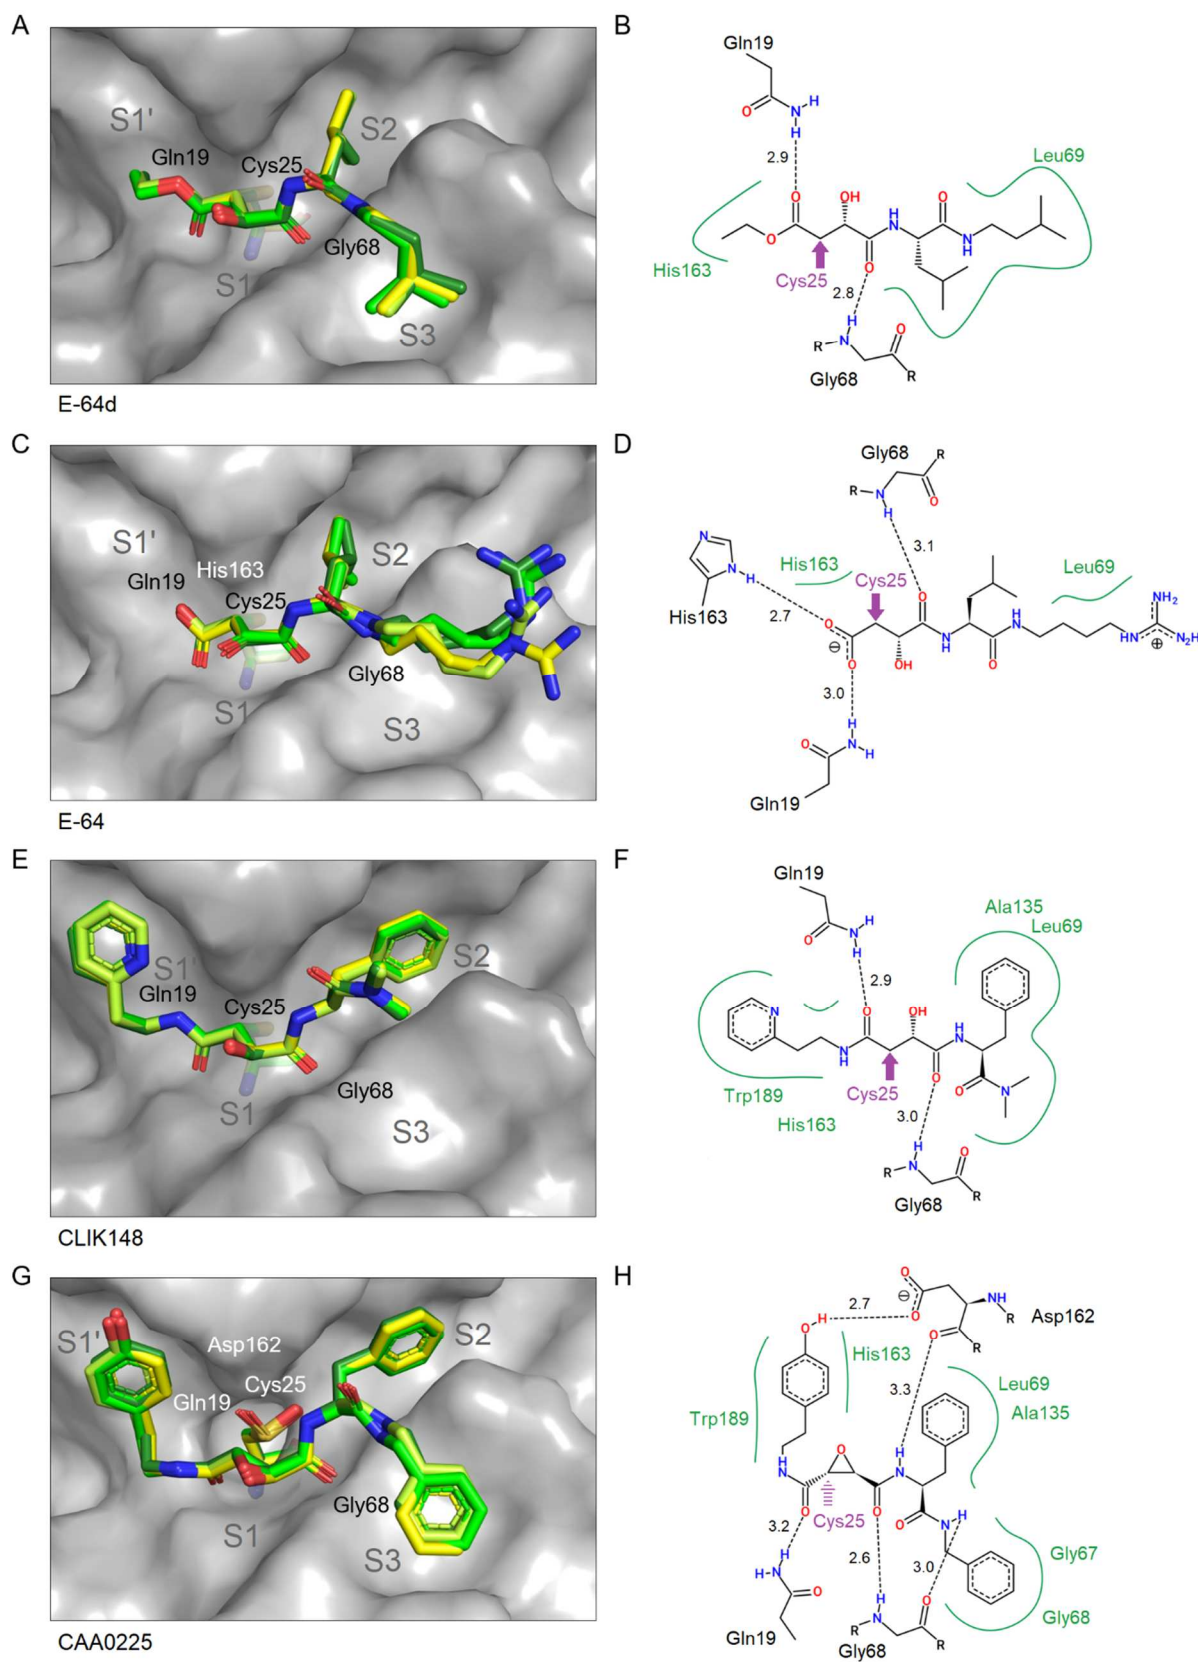 A
S1'
S2
Gln19
Cys25
Gly68
S1
S3
E-64d
B
Gln19
H
N
H
O
2.9
Leu69
O
OH
H
N
O
O
O
N
H
His163
Cys25
O
2.8
H
R
N
O
Gly68
R
C
S1'
S2
Gln19
His163
Cys25
Gly68
S1
S3
E-64
D
Gly68
R
R
N
H
O
3.1
N
N
H
His163
Cys25
Leu69
His163
2.7
O
O
NH2
H
N
HN
N2H
⊖
O
OH
N
H
O
⊕
3.0
H
O
N
H
Gln19
E
S2
S1'
Gln19
Cys25
S1
Gly68
S3
CLIK148
F
Gln19
Ala135
Leu69
H
O
N
H
2.9
N
O
OH
H
N
N
H
O
O
N
Trp189
Cys25
His163
3.0
H
R
N
O
Gly68
R
G
S1'
S2
Asp162
Cys25
Gln19
Gly68
S1
S3
CAA0225
H
O
⊖
O
2.7
NH
R
Asp162
O
H
O
R
His163
Leu69
Ala135
3.3
Trp189
H
N
H
O
H
N
O
Cys25
O
O
N
H
3.2
H
H
N
O
2.6
3.0
Gly67
Gly68
H
O
R
N
R
Gln19
Gly68